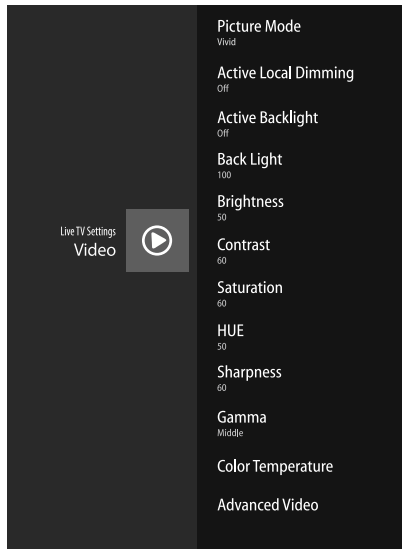 Live TV Settings
Video
Picture Mode
Vivid
Active Local Dimming
Off
Active Backlight
Off
Back Light
100
Brightness
50
Contrast
60
Saturation
60
HUE
50
Sharpness
60
Gamma
Middle
Color Temperature
Advanced Video